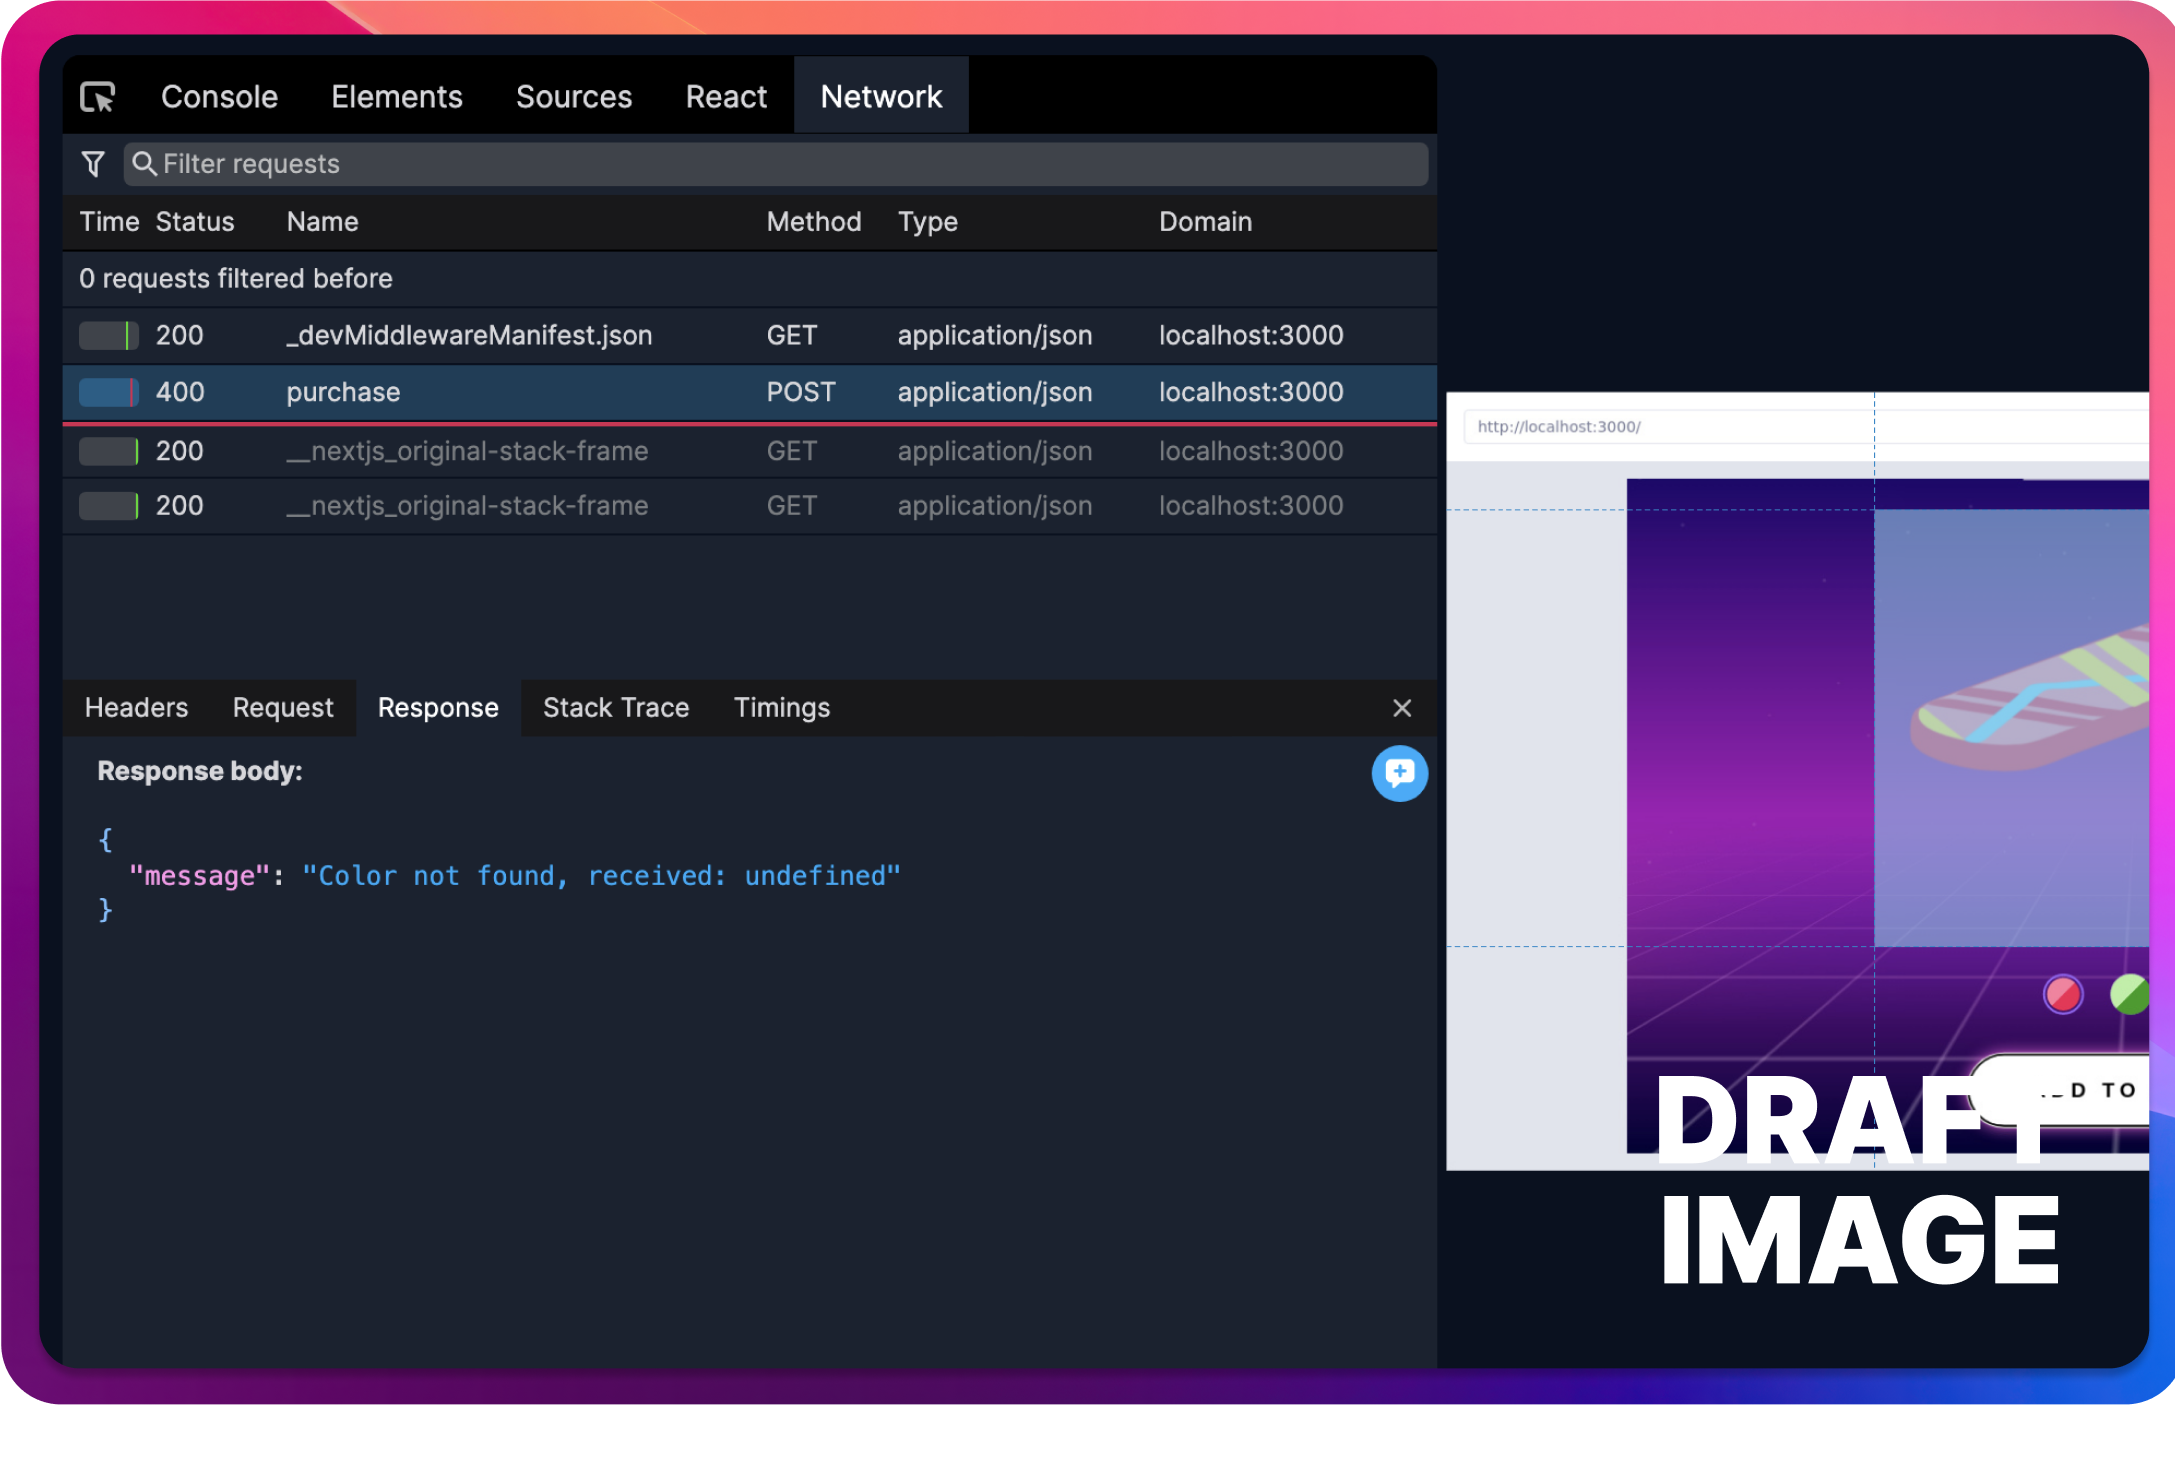 Console Elements Sources React Network
Filter requests
Time Status Name Method Type Domain
0 requests filtered before
200 _devMiddlewareManifest.json GET application/json localhost:3000
400 purchase POST application/json localhost:3000
200 __nextjs_original-stack-frame GET application/json localhost:3000
200 __nextjs_original-stack-frame GET application/json localhost:3000
Headers Request Response Stack Trace Timings
Response body:
{
"message": "Color not found, received: undefined"
}
http://localhost:3000/
TO
DRAFT
IMAGE